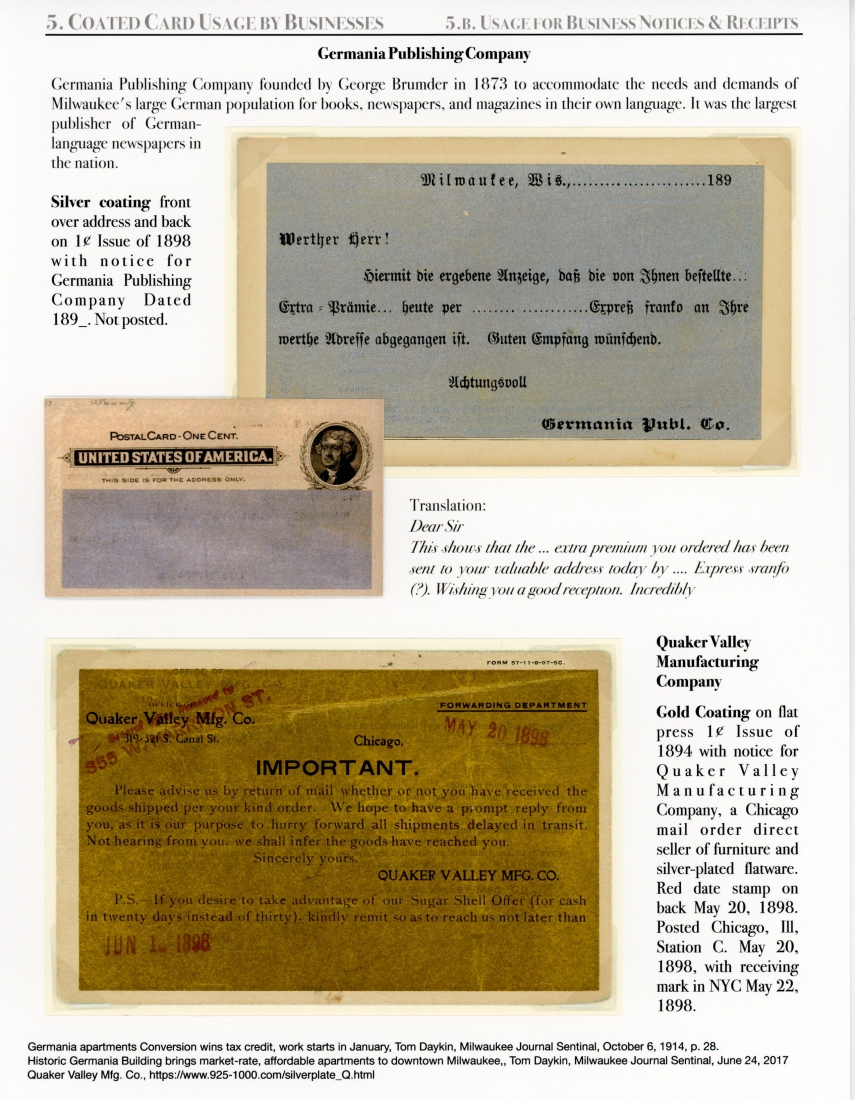 5. Coated Card Usage by Businesses 5.b. Usage for Business Notices & Receipts
Germania Publishing Company
Germania Publishing Company founded by George Brumder in 1873 to accommodate the needs and demands of
Milwaukee's large German population for books, newspapers, and magazines in their own language. It was the largest
publisher of German-
language newspapers in
the nation.
Silver coating front
over address and back
on 1¢ Issue of 1898
with notice for
Germania Publishing
Company Dated
189_. Not posted.
Milwaukee, Wis.,........................189
Werther Herr!
Hiermit die ergebene Anzeige, daß die von Ihnen bestellte...
Extra = Prämie... heute per ........ ............Expreß franko an Ihre
werthe Adresse abgegangen ist. Guten Empfang wünschend.
Achtungsvoll
Germania Publ. Co.
POSTAL CARD - ONE CENT.
UNITED STATES OF AMERICA.
THIS SIDE IS FOR THE ADDRESS ONLY.
Translation:
Dear Sir
This shows that the ... extra premium you ordered has been
sent to your valuable address today by .... Express sranfo
(?). Wishing you a good reception. Incredibly
FORM 57-11-8-97-5C.
OFFICE OF
Quaker Valley Mfg. Co.
319-321 S. Canal St.
355 ST.
FORWARDING DEPARTMENT
MAY 20 1898
Chicago,
IMPORTANT.
Please advise us by return of mail whether or not you have received the
goods shipped per your kind order. We hope to have a prompt reply from
you, as it is our purpose to hurry forward all shipments delayed in transit.
Not hearing from you, we shall infer the goods have reached you.
Sincerely yours,
QUAKER VALLEY MFG. CO.
P.S.—If you desire to take advantage of our Sugar Shell Offer (for cash
in twenty days instead of thirty), kindly remit so as to reach us not later than
JUN 1- 1898
Quaker Valley
Manufacturing
Company
Gold Coating on flat
press 1¢ Issue of
1894 with notice for
Quaker Valley
Manufacturing
Company, a Chicago
mail order direct
seller of furniture and
silver-plated flatware.
Red date stamp on
back May 20, 1898.
Posted Chicago, Ill,
Station C. May 20,
1898, with receiving
mark in NYC May 22,
1898.
Germania apartments Conversion wins tax credit, work starts in January, Tom Daykin, Milwaukee Journal Sentinal, October 6, 1914, p. 28.
Historic Germania Building brings market-rate, affordable apartments to downtown Milwaukee,, Tom Daykin, Milwaukee Journal Sentinal, June 24, 2017
Quaker Valley Mfg. Co., https://www.925-1000.com/silverplate_Q.html